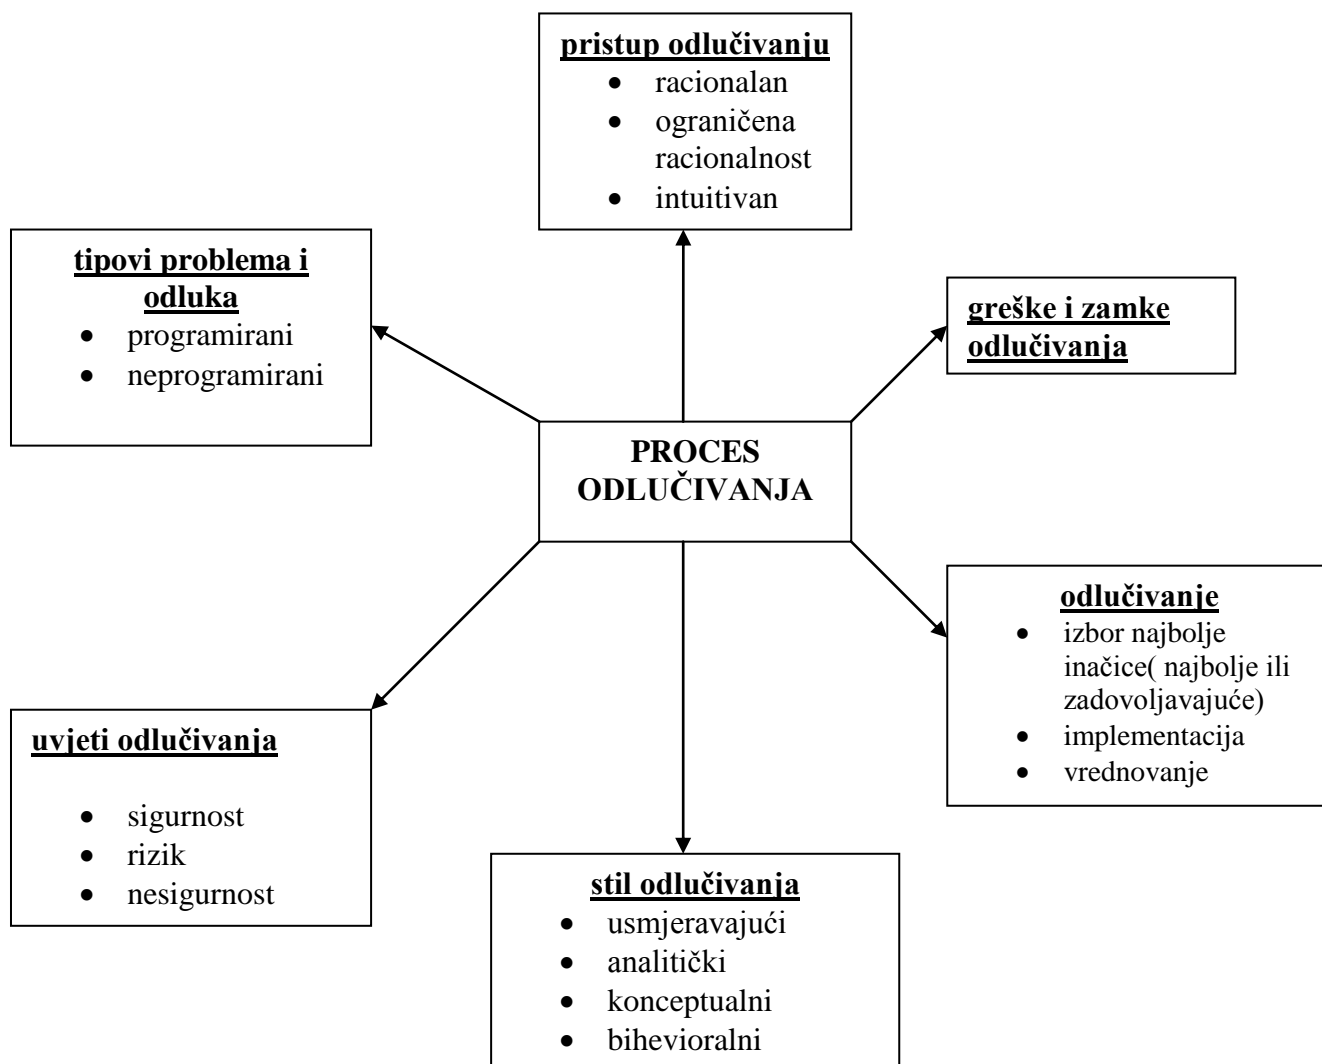 pristup odlučivanju
• racionalan
• ograničena
racionalnost
• intuitivan
tipovi problema i
odluka
• programirani
• neprogramirani
greške i zamke
odlučivanja
PROCES
ODLUČIVANJA
odlučivanje
• izbor najbolje
inačice( najbolje ili
zadovoljavajuće)
• implementacija
• vrednovanje
uvjeti odlučivanja
• sigurnost
• rizik
• nesigurnost
stil odlučivanja
• usmjeravajući
• analitički
• konceptualni
• bihevioralni